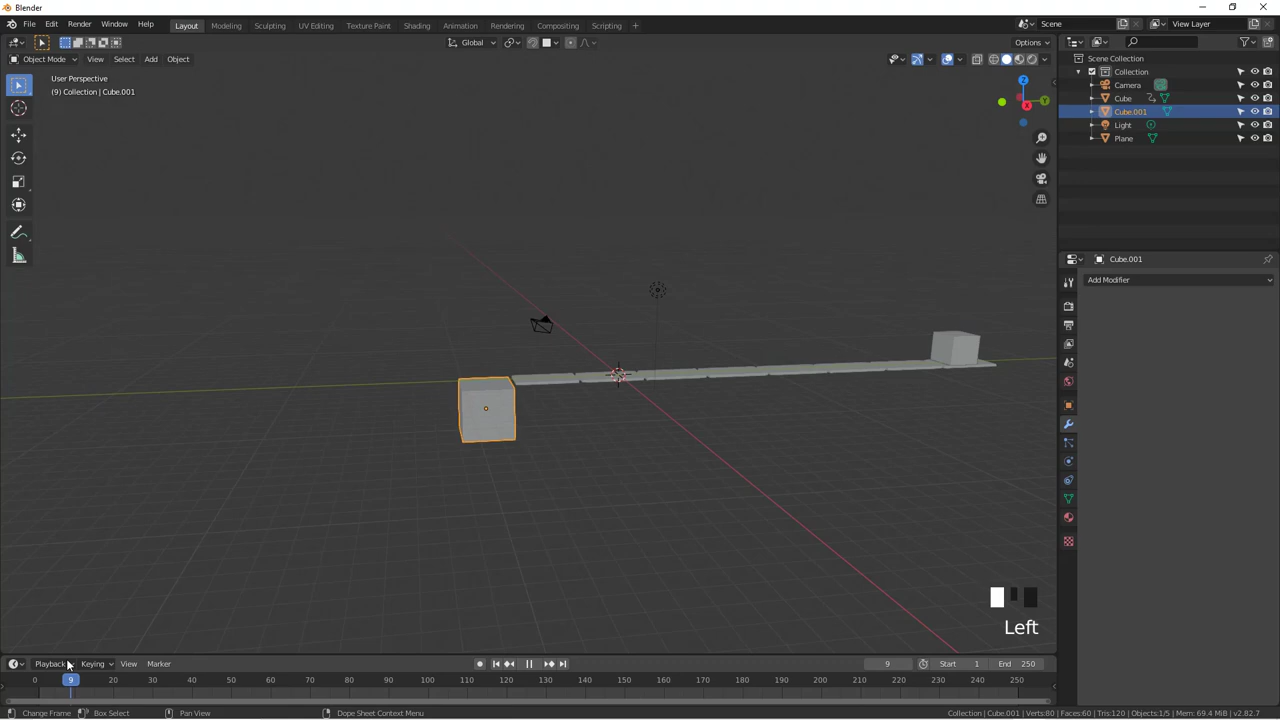 Blender
File Edit Render Window Help Layout Modeling Sculpting UV Editing Texture Paint Shading Animation Rendering Compositing Scripting + Scene View Layer
Global Options
Object Mode View Select Add Object
User Perspective
(9) Collection | Cube.001
Z
Y
X
Scene Collection
Collection
Camera
Cube
Cube.001
Light
Plane
Cube.001
Add Modifier
Left
Playback Keying View Marker 9 Start 1 End 250
0 9 20 30 40 50 60 70 80 90 100 110 120 130 140 150 160 170 180 190 200 210 220 230 240 250
Change Frame Box Select Pan View Dope Sheet Context Menu Collection | Cube.001 | Verts:80 | Faces:60 | Tris:120 | Objects:1/5 | Mem: 69.4 MiB | v2.82.7